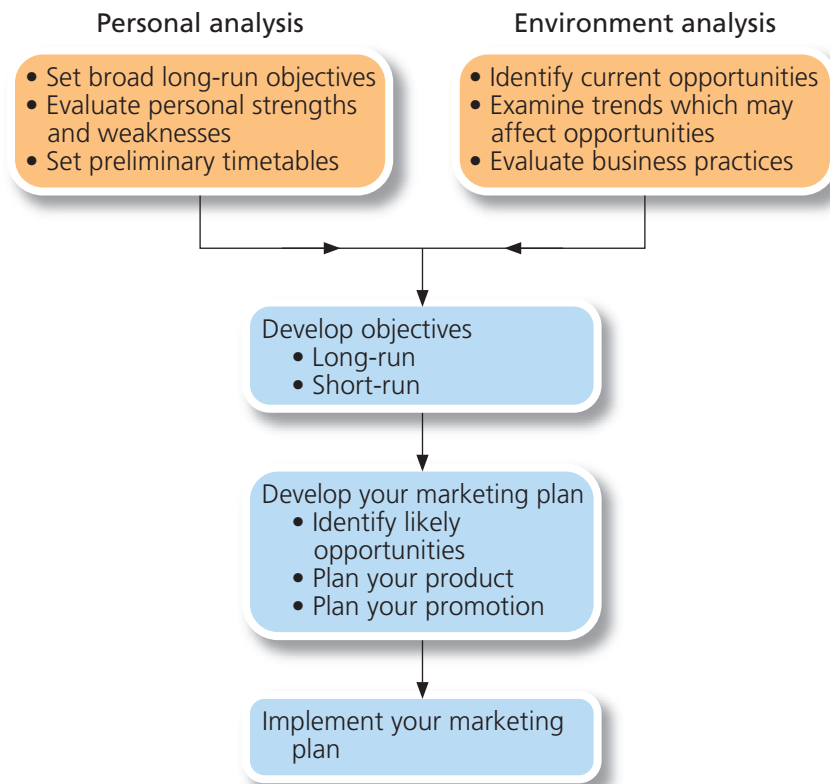 Personal analysis
• Set broad long-run objectives
• Evaluate personal strengths
and weaknesses
• Set preliminary timetables
Environment analysis
• Identify current opportunities
• Examine trends which may
affect opportunities
• Evaluate business practices
Develop objectives
• Long-run
• Short-run
Develop your marketing plan
• Identify likely
opportunities
• Plan your product
• Plan your promotion
Implement your marketing
plan